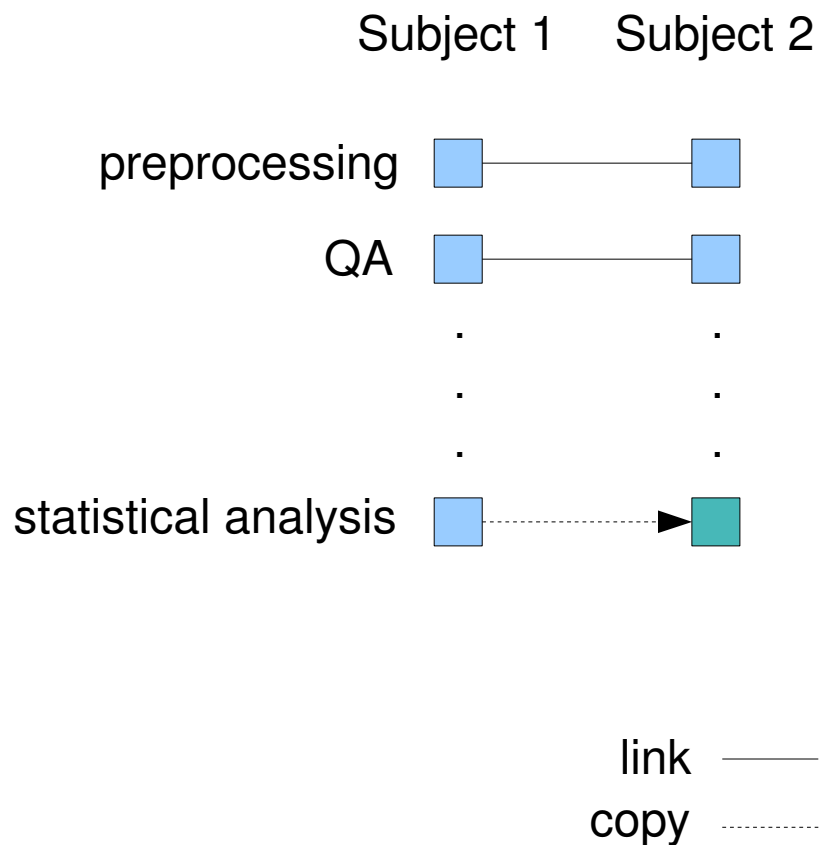 Subject 1 Subject 2
preprocessing
QA
. .
. .
. .
statistical analysis
link
copy